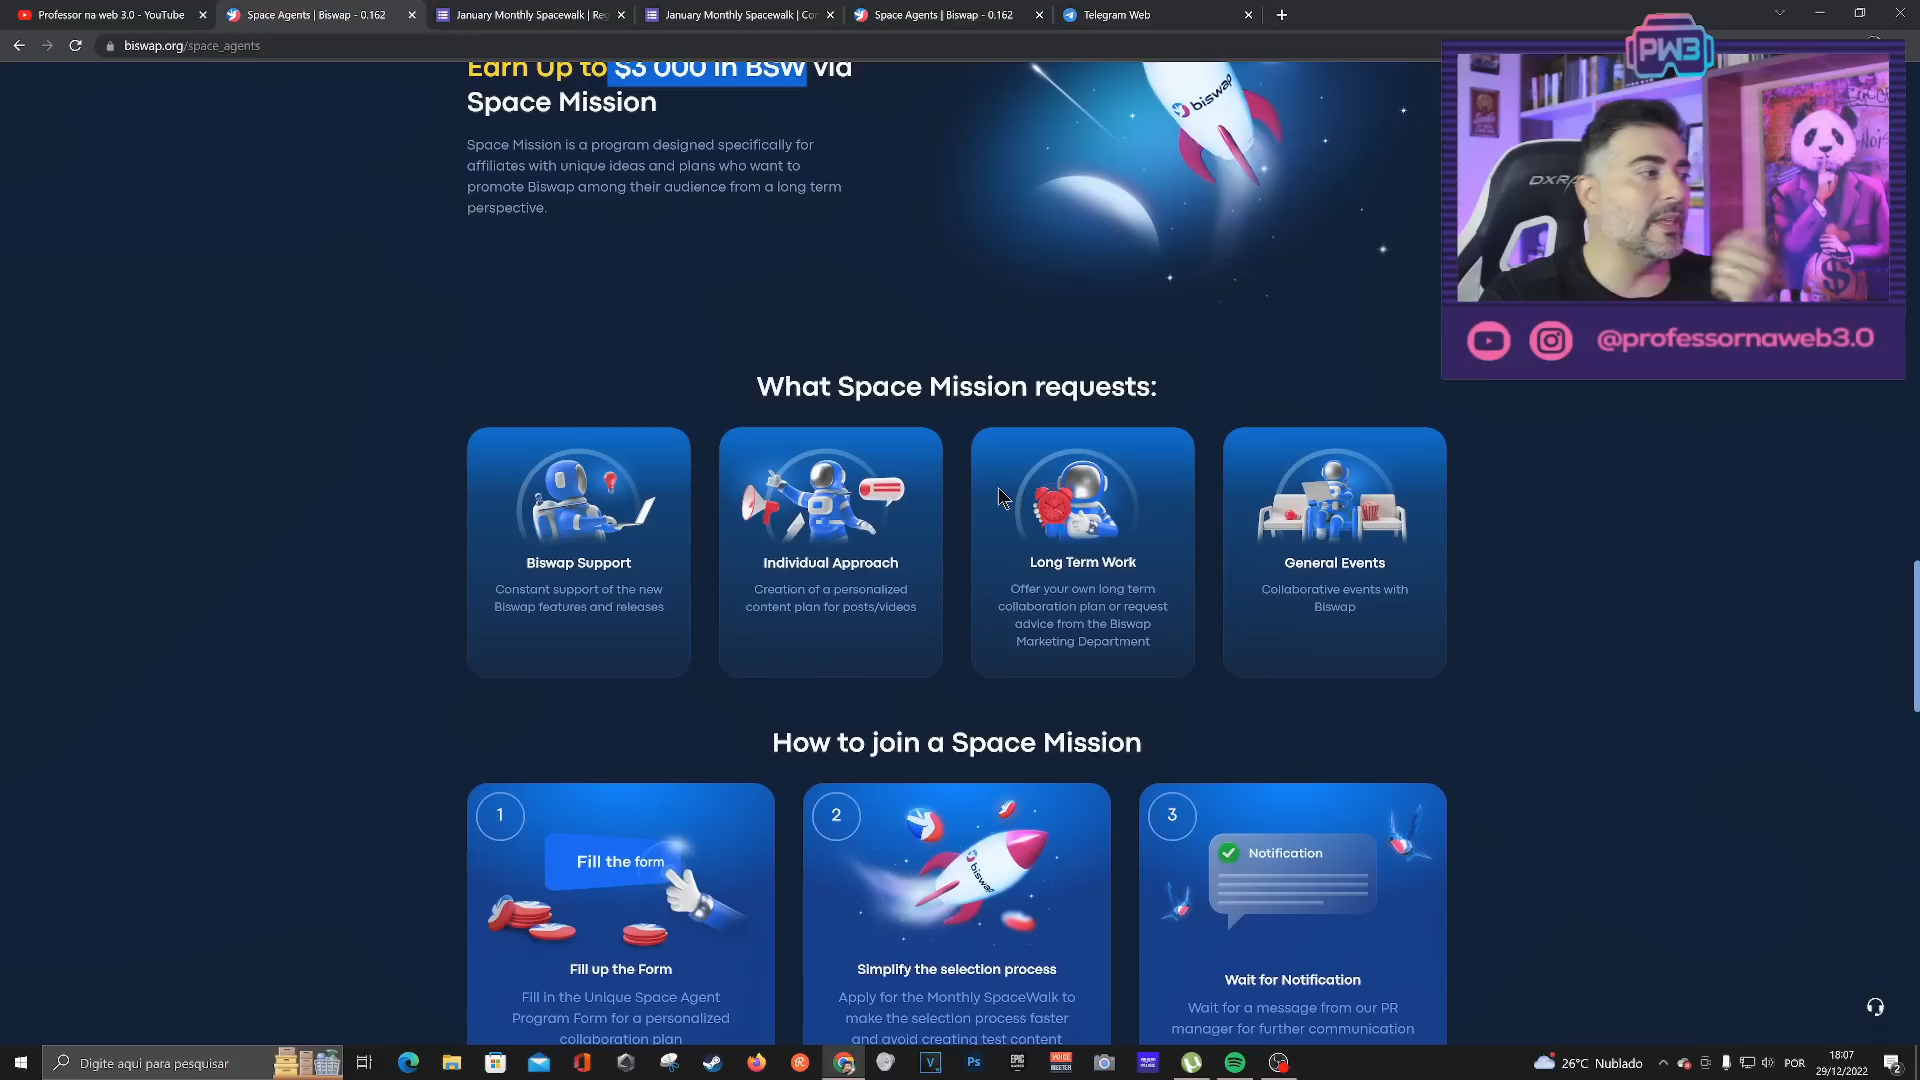 Professor na web 3.0 - YouTube
Space Agents | Biswap - 0.162
January Monthly Spacewalk | Reg
January Monthly Spacewalk | Cor
Space Agents | Biswap - 0.162
Telegram Web
biswap.org/space_agents
PW3
DXRA
@professornaweb3.0
Earn Up to $3 000 in BSW via
Space Mission
Space Mission is a program designed specifically for
affiliates with unique ideas and plans who want to
promote Biswap among their audience from a long term
perspective.
biswap
What Space Mission requests:
Biswap Support
Constant support of the new
Biswap features and releases
Individual Approach
Creation of a personalized
content plan for posts/videos
Long Term Work
Offer your own long term
collaboration plan or request
advice from the Biswap
Marketing Department
General Events
Collaborative events with
Biswap
How to join a Space Mission
1
Fill the form
Fill up the Form
Fill in the Unique Space Agent
Program Form for a personalized
collaboration plan
2
biswap
Simplify the selection process
Apply for the Monthly SpaceWalk to
make the selection process faster
and avoid creating test content
3
Notification
Wait for Notification
Wait for a message from our PR
manager for further communication
Digite aqui para pesquisar
Ps
EPIC
GAMES
VOICE
MEETER
26°C Nublado
POR
18:07
29/12/2022
2